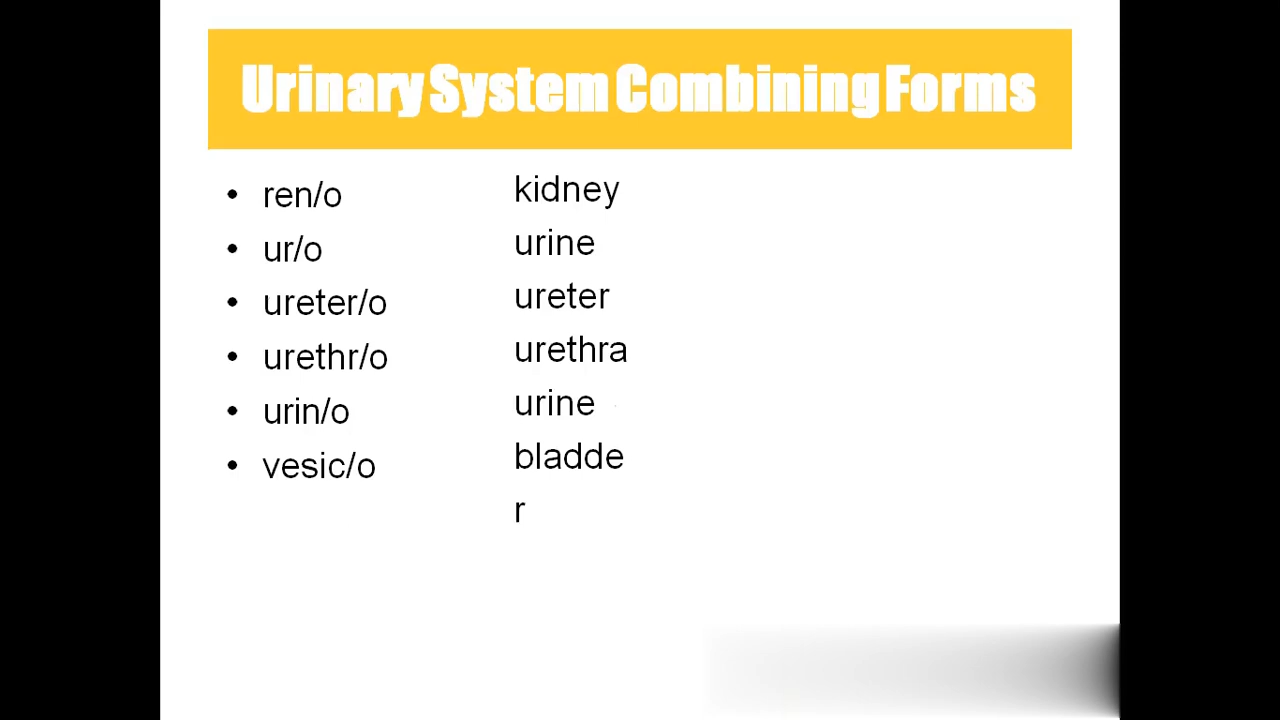 Urinary System Combining Forms
• ren/o kidney
• ur/o urine
• ureter/o ureter
• urethr/o urethra
• urin/o urine
• vesic/o bladde
r